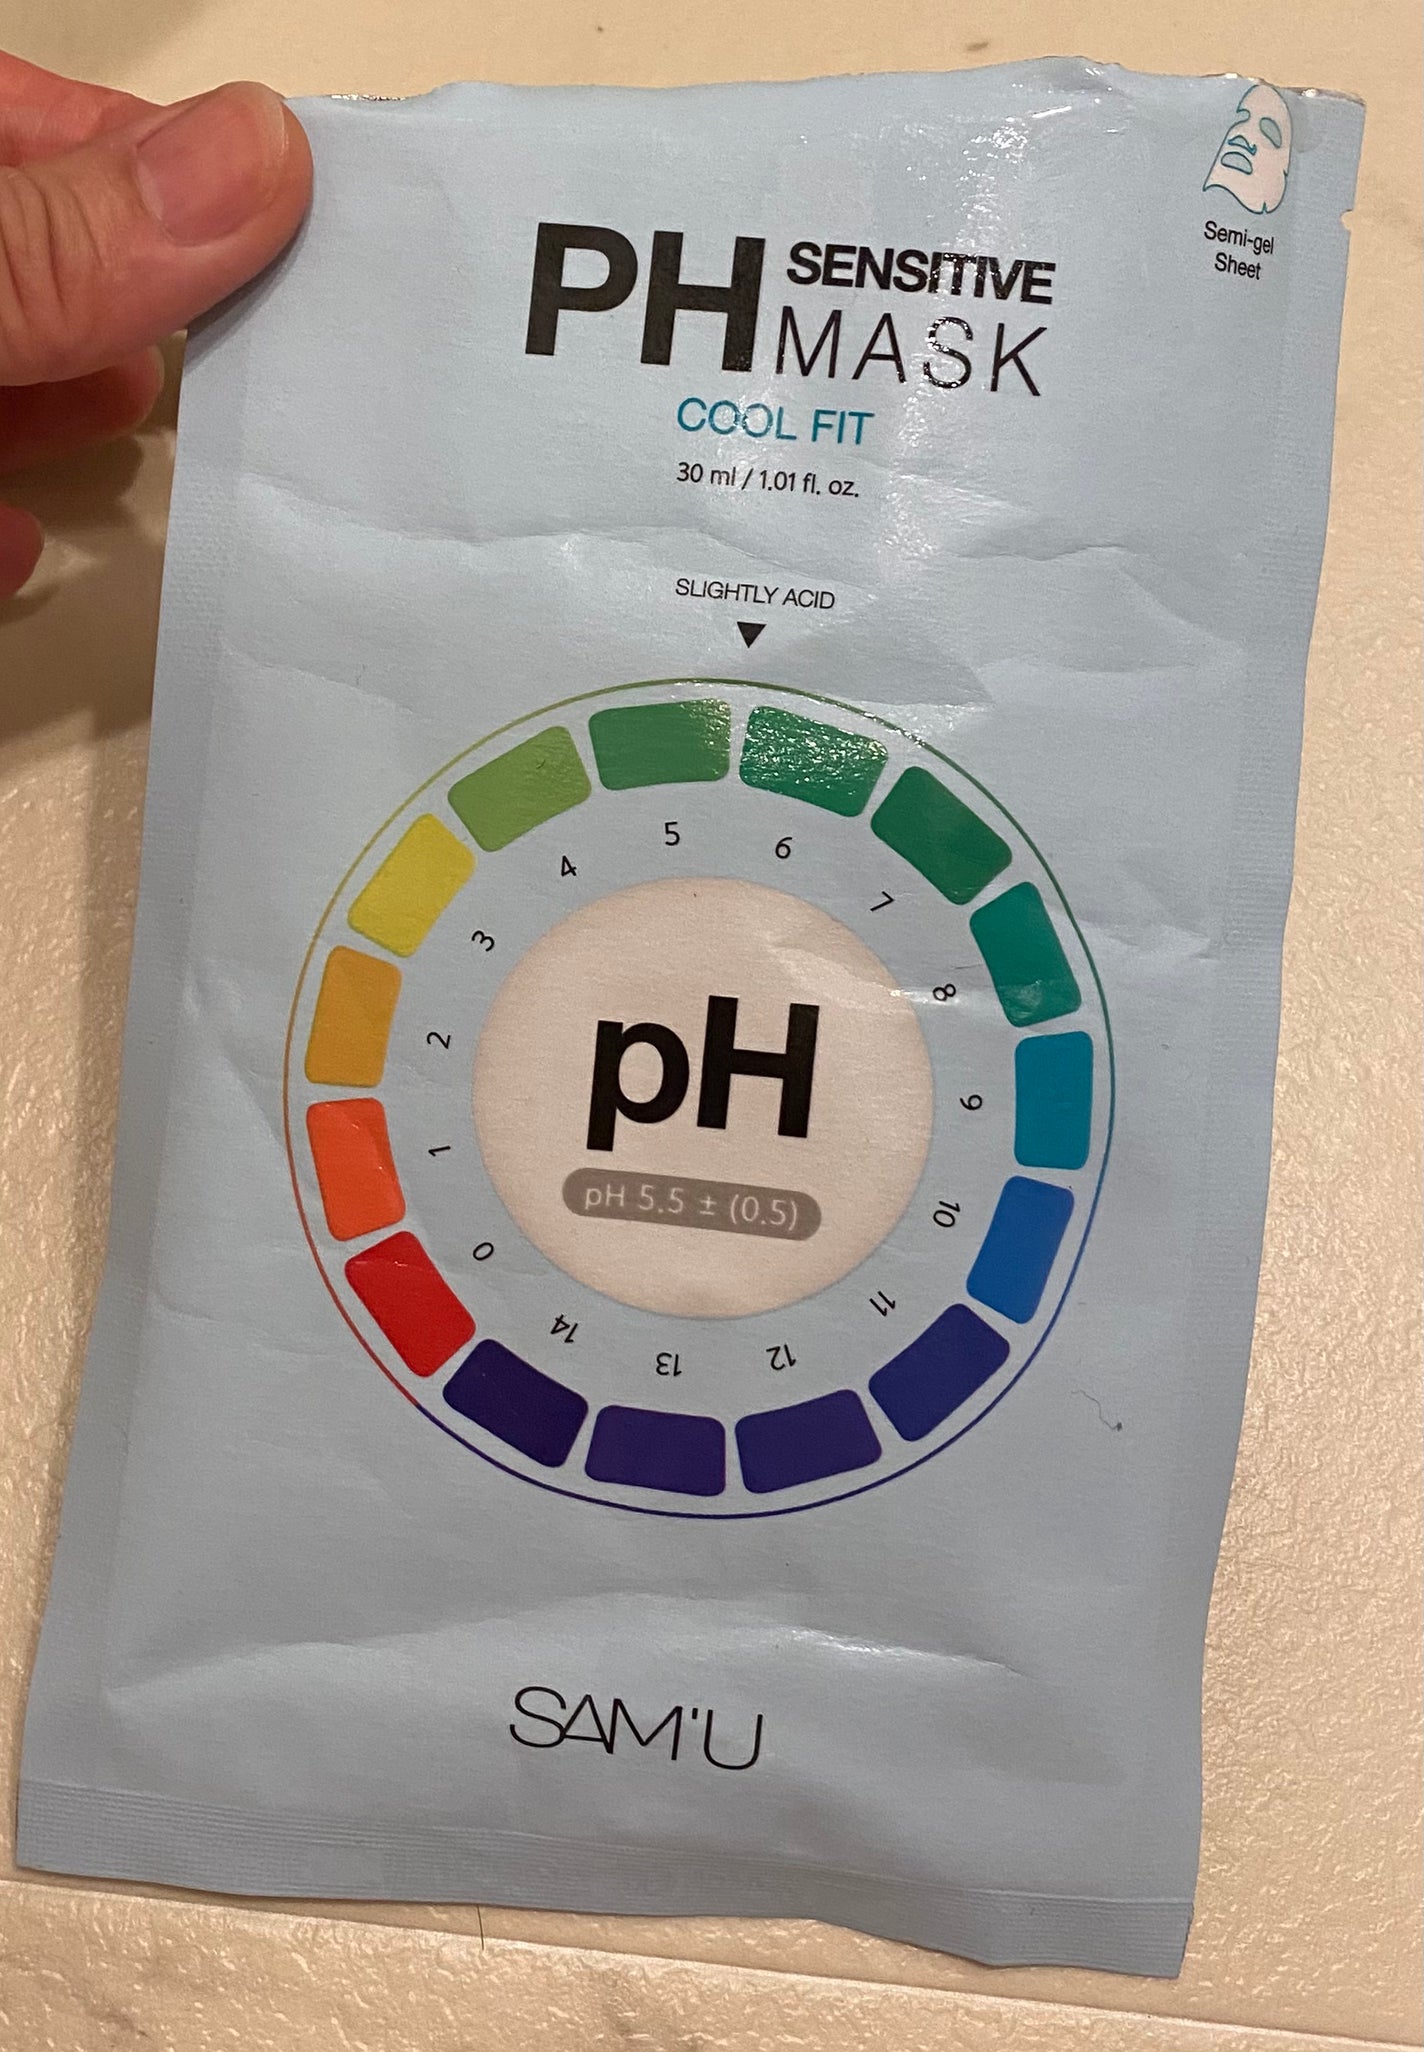 PH SENSITIVE
MASK
COOL FIT
30 ml / 1.01 fl. oz.
Semi-gel
Sheet
SLIGHTLY ACID
0
1
2
3
4
5
6
7
8
9
10
11
12
13
14
pH
pH 5.5 ± (0.5)
SAM'U